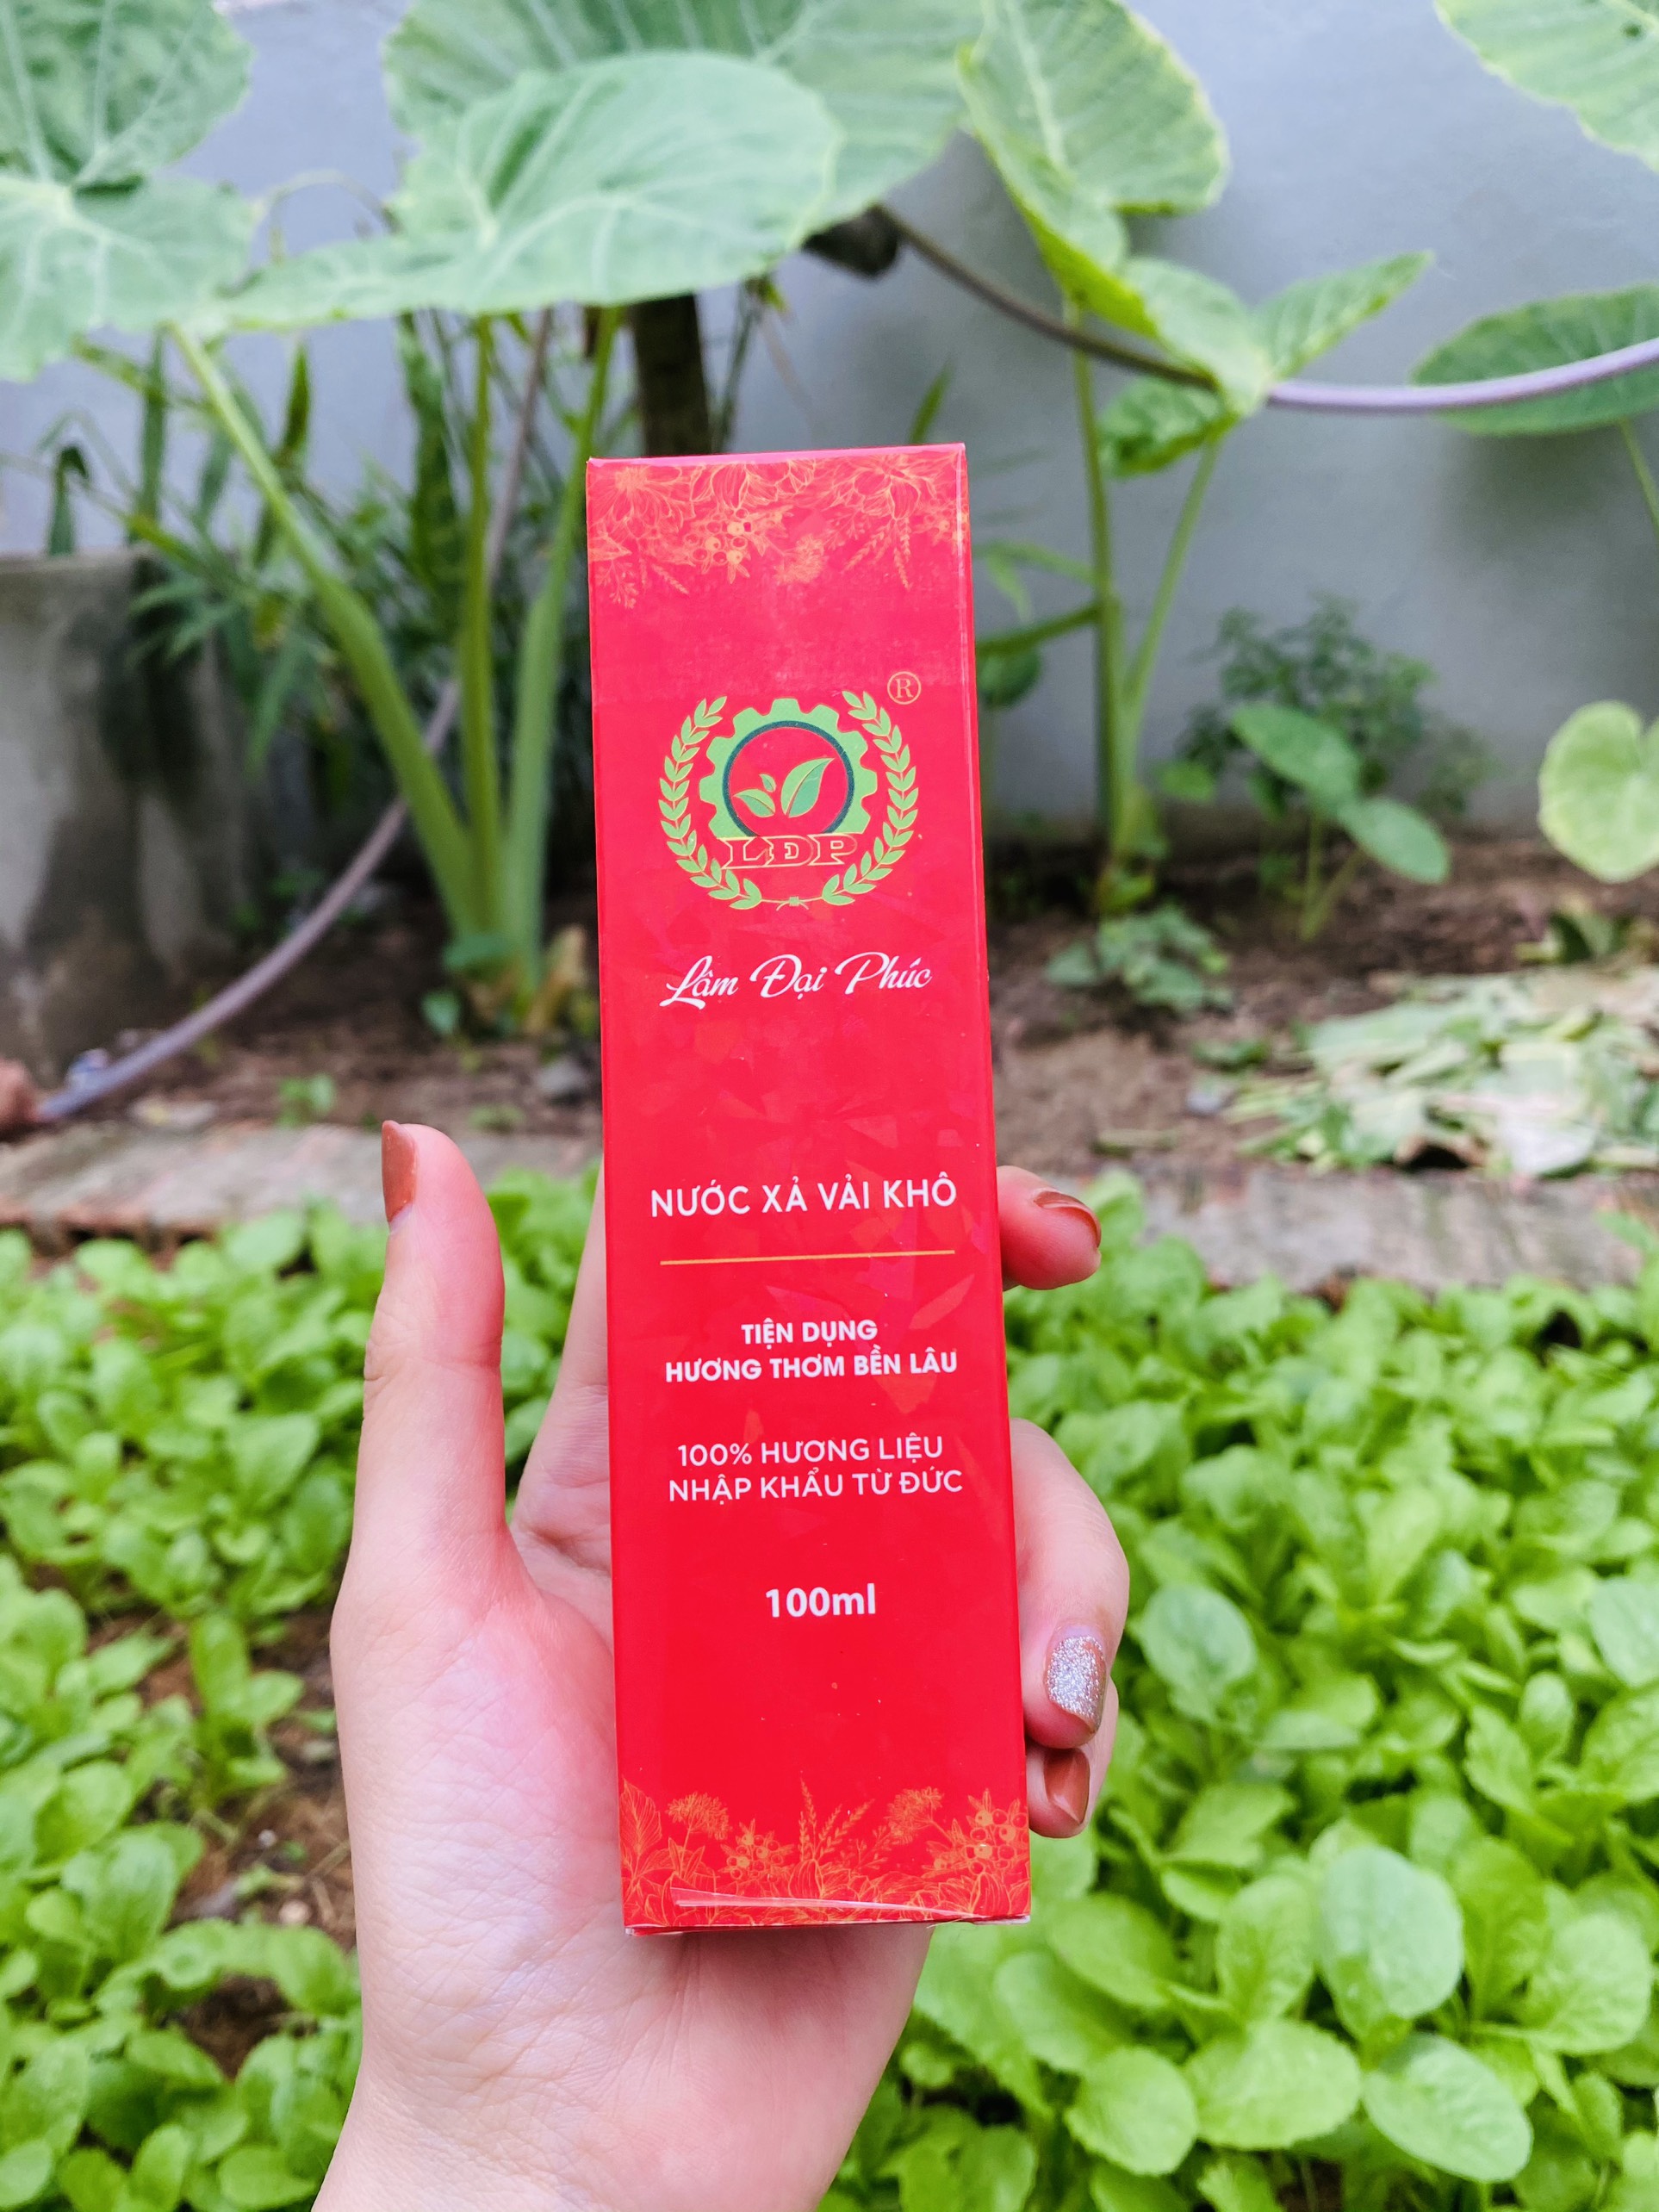 ®
LĐP
Lâm Đại Phúc
NƯỚC XẢ VẢI KHÔ
TIỆN DỤNG
HƯƠNG THƠM BỀN LÂU
100% HƯƠNG LIỆU
NHẬP KHẨU TỪ ĐỨC
100ml